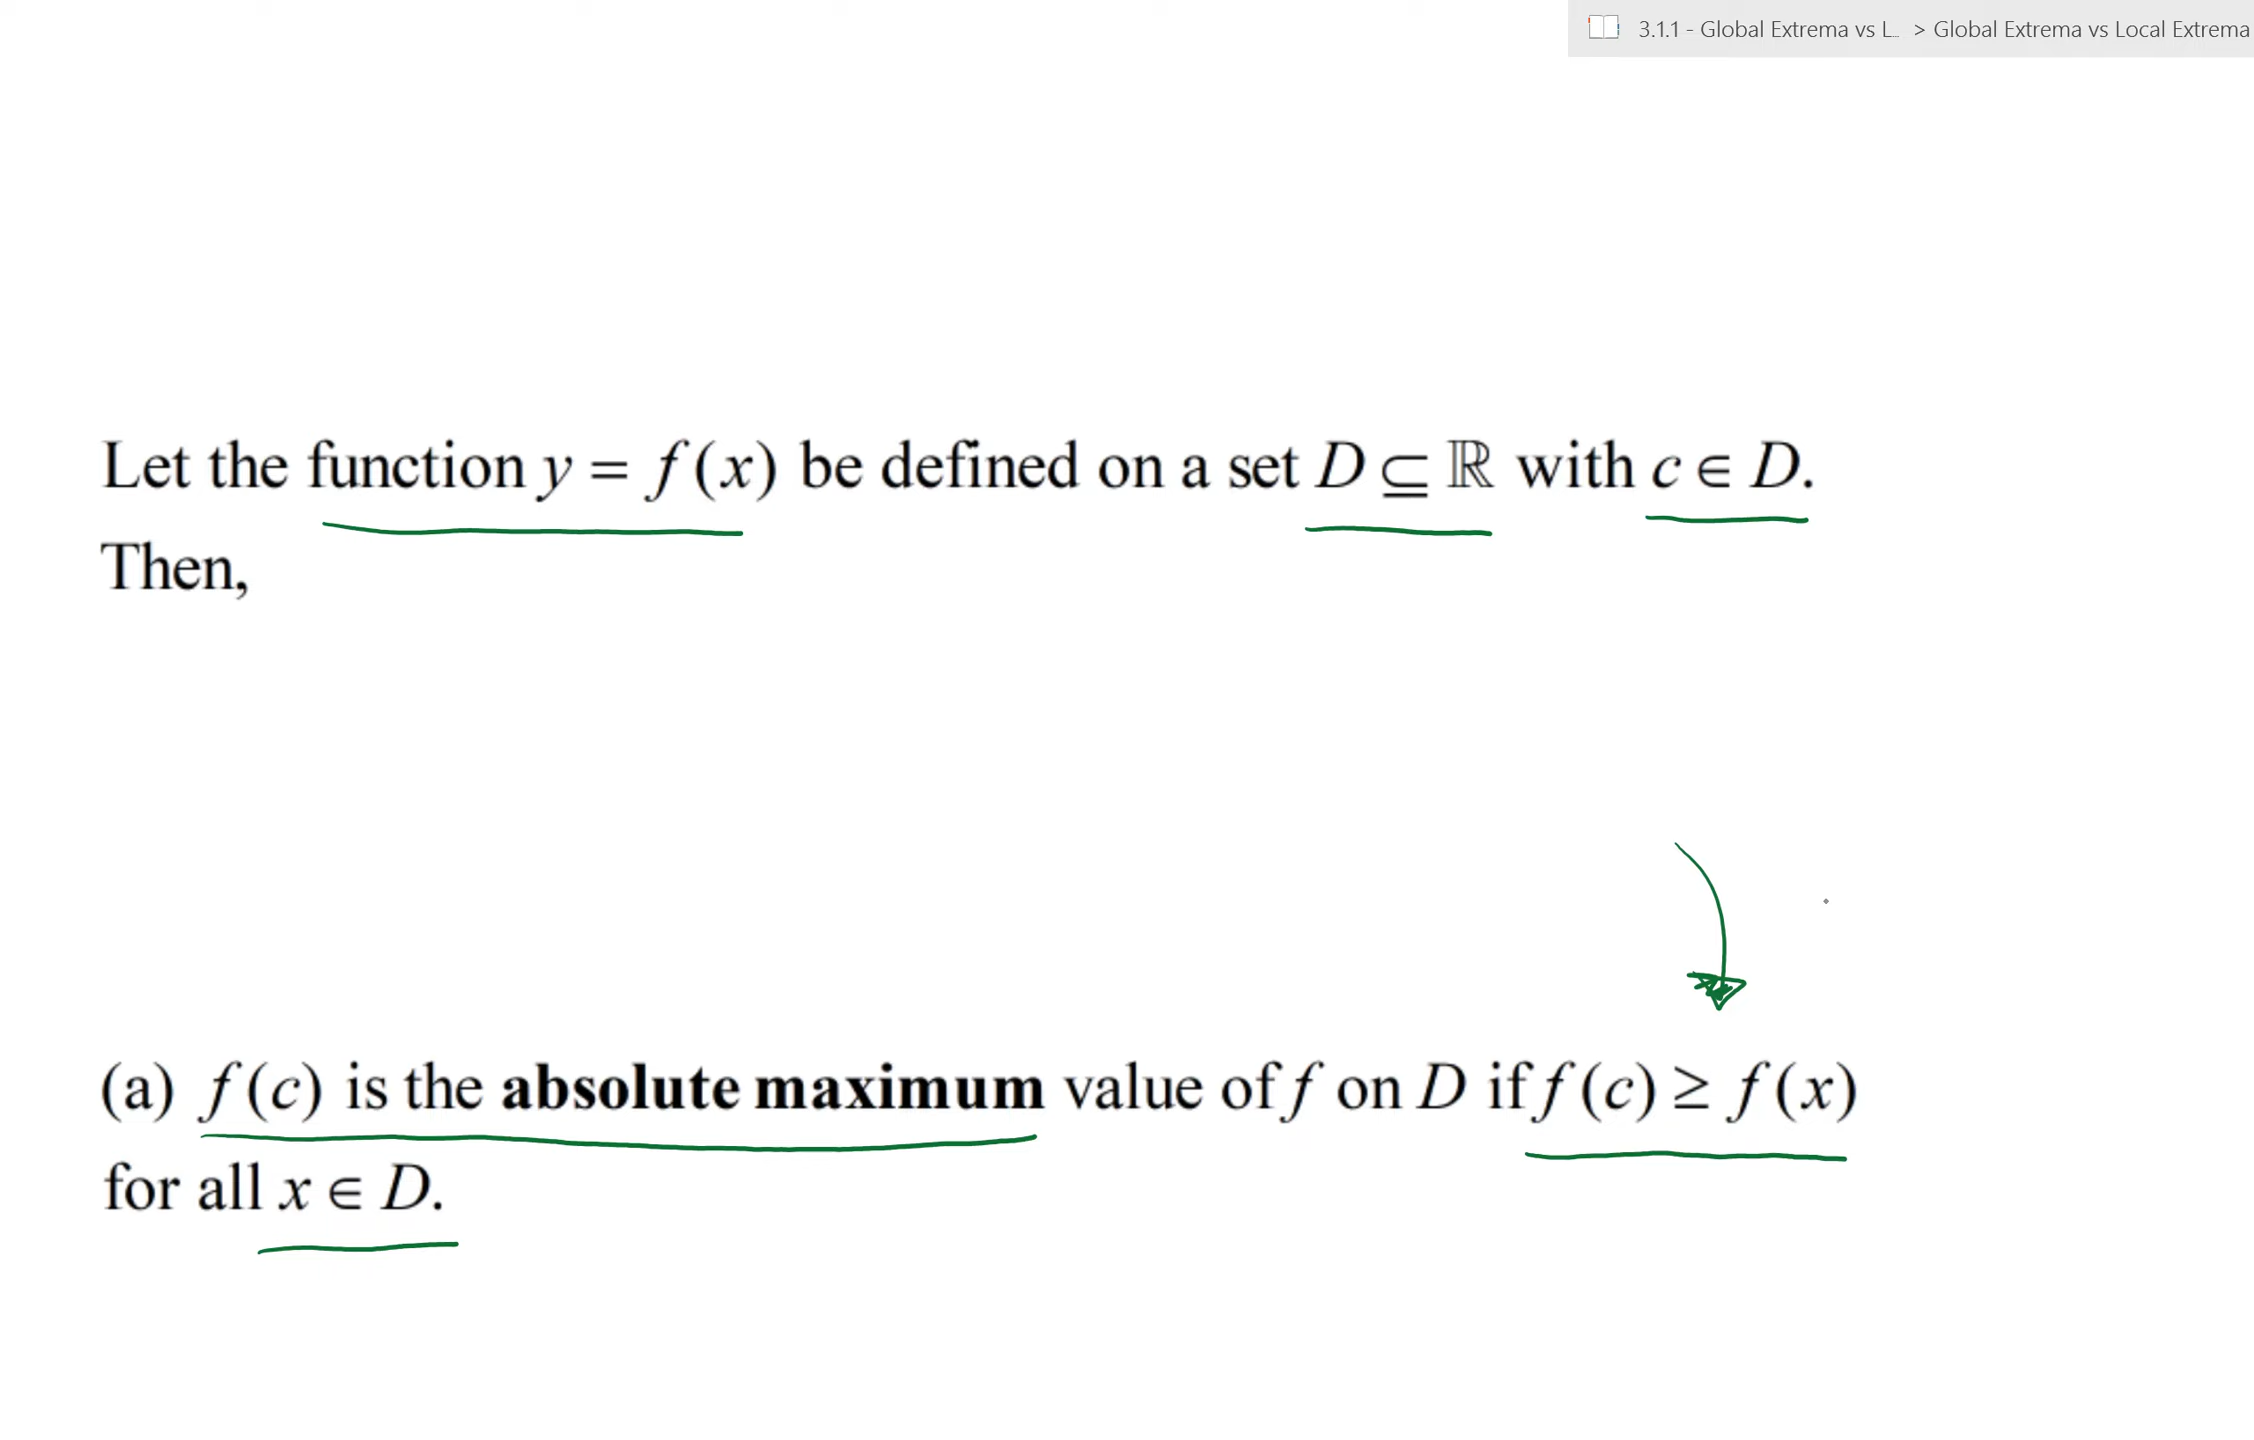 3.1.1 - Global Extrema vs L... > Global Extrema vs Local Extrema
Let the function y = f(x) be defined on a set D ⊆ ℝ with c ∈ D.
Then,
(a) f(c) is the absolute maximum value of f on D if f(c) ≥ f(x)
for all x ∈ D.